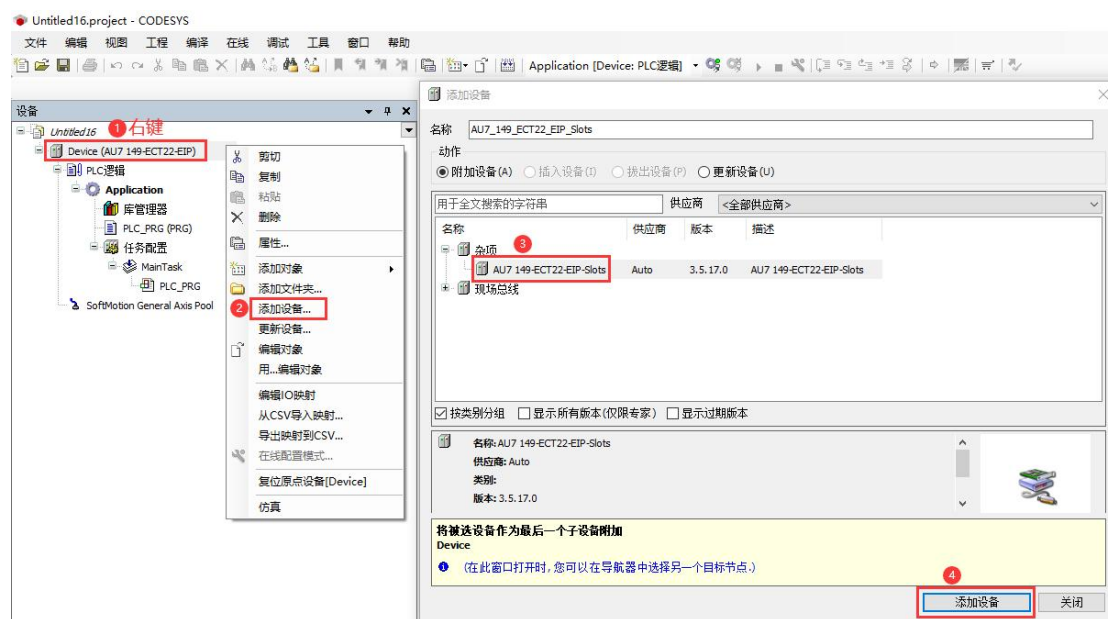 Untitled16.project - CODESYS
文件 编辑 视图 工程 编译 在线 调试 工具 窗口 帮助
Application [Device: PLC逻辑]
设备
Untitled16
1 右键
Device (AU7 149-ECT22-EIP)
PLC逻辑
Application
库管理器
PLC_PRG (PRG)
任务配置
MainTask
PLC_PRG
SoftMotion General Axis Pool
剪切
复制
粘贴
删除
属性...
添加对象
添加文件夹...
2 添加设备...
更新设备...
编辑对象
用...编辑对象
编辑IO映射
从CSV导入映射...
导出映射到CSV...
在线配置模式...
复位原点设备[Device]
仿真
添加设备
名称 AU7_149_ECT22_EIP_Slots
动作
附加设备(A) 插入设备(I) 拔出设备(P) 更新设备(U)
用于全文搜索的字符串 供应商 <全部供应商>
名称 供应商 版本 描述
杂项 3
AU7 149-ECT22-EIP-Slots Auto 3.5.17.0 AU7 149-ECT22-EIP-Slots
现场总线
按类别分组 显示所有版本(仅限专家) 显示过期版本
名称: AU7 149-ECT22-EIP-Slots
供应商: Auto
类别:
版本: 3.5.17.0
将被选设备作为最后一个子设备附加
Device
(在此窗口打开时, 您可以在导航器中选择另一个目标节点.)
4
添加设备 关闭